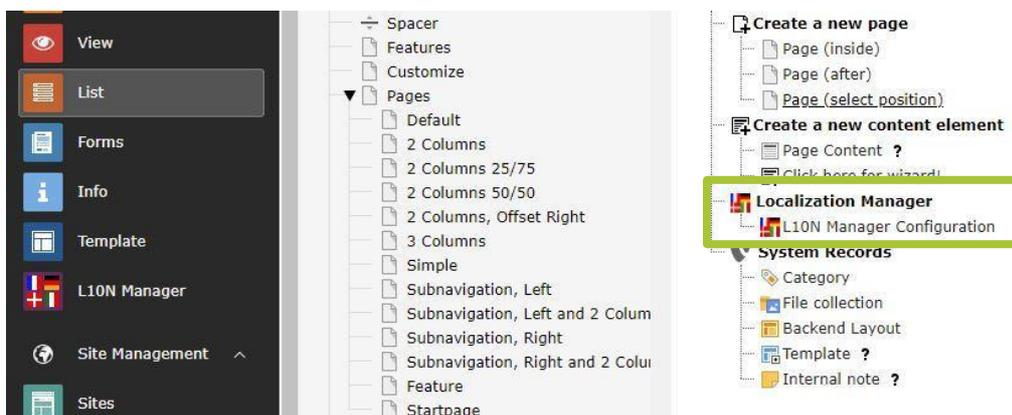 View
List
Forms
Info
Template
L10N Manager
Site Management
Sites
Spacer
Features
Customize
Pages
Default
2 Columns
2 Columns 25/75
2 Columns 50/50
2 Columns, Offset Right
3 Columns
Simple
Subnavigation, Left
Subnavigation, Left and 2 Colum
Subnavigation, Right
Subnavigation, Right and 2 Colu
Feature
Startpage
Create a new page
Page (inside)
Page (after)
Page (select position)
Create a new content element
Page Content ?
Click here for wizard!
Localization Manager
L10N Manager Configuration
System Records
Category
File collection
Backend Layout
Template ?
Internal note ?